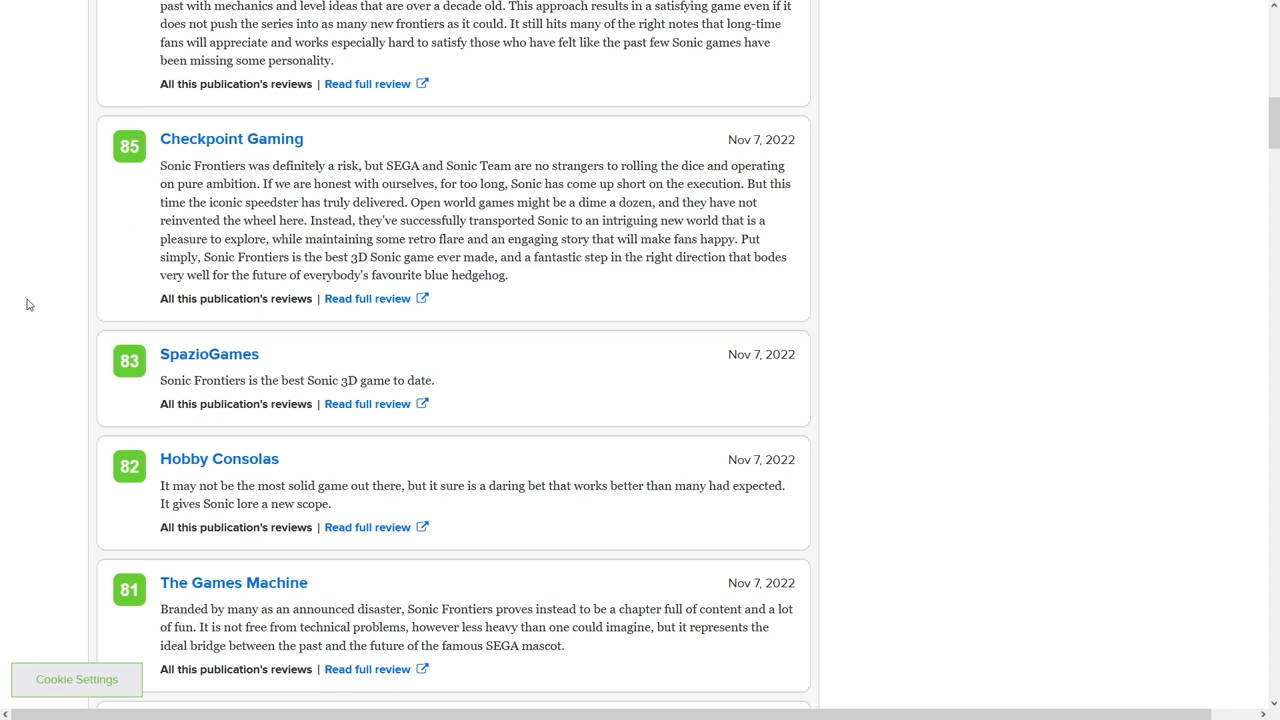 past with mechanics and level ideas that are over a decade old. This approach results in a satisfying game even if it
does not push the series into as many new frontiers as it could. It still hits many of the right notes that long-time
fans will appreciate and works especially hard to satisfy those who have felt like the past few Sonic games have
been missing some personality.
All this publication's reviews | Read full review
85 Checkpoint Gaming Nov 7, 2022
Sonic Frontiers was definitely a risk, but SEGA and Sonic Team are no strangers to rolling the dice and operating
on pure ambition. If we are honest with ourselves, for too long, Sonic has come up short on the execution. But this
time the iconic speedster has truly delivered. Open world games might be a dime a dozen, and they have not
reinvented the wheel here. Instead, they've successfully transported Sonic to an intriguing new world that is a
pleasure to explore, while maintaining some retro flare and an engaging story that will make fans happy. Put
simply, Sonic Frontiers is the best 3D Sonic game ever made, and a fantastic step in the right direction that bodes
very well for the future of everybody's favourite blue hedgehog.
All this publication's reviews | Read full review
83 SpazioGames Nov 7, 2022
Sonic Frontiers is the best Sonic 3D game to date.
All this publication's reviews | Read full review
82 Hobby Consolas Nov 7, 2022
It may not be the most solid game out there, but it sure is a daring bet that works better than many had expected.
It gives Sonic lore a new scope.
All this publication's reviews | Read full review
81 The Games Machine Nov 7, 2022
Branded by many as an announced disaster, Sonic Frontiers proves instead to be a chapter full of content and a lot
of fun. It is not free from technical problems, however less heavy than one could imagine, but it represents the
ideal bridge between the past and the future of the famous SEGA mascot.
All this publication's reviews | Read full review
Cookie Settings